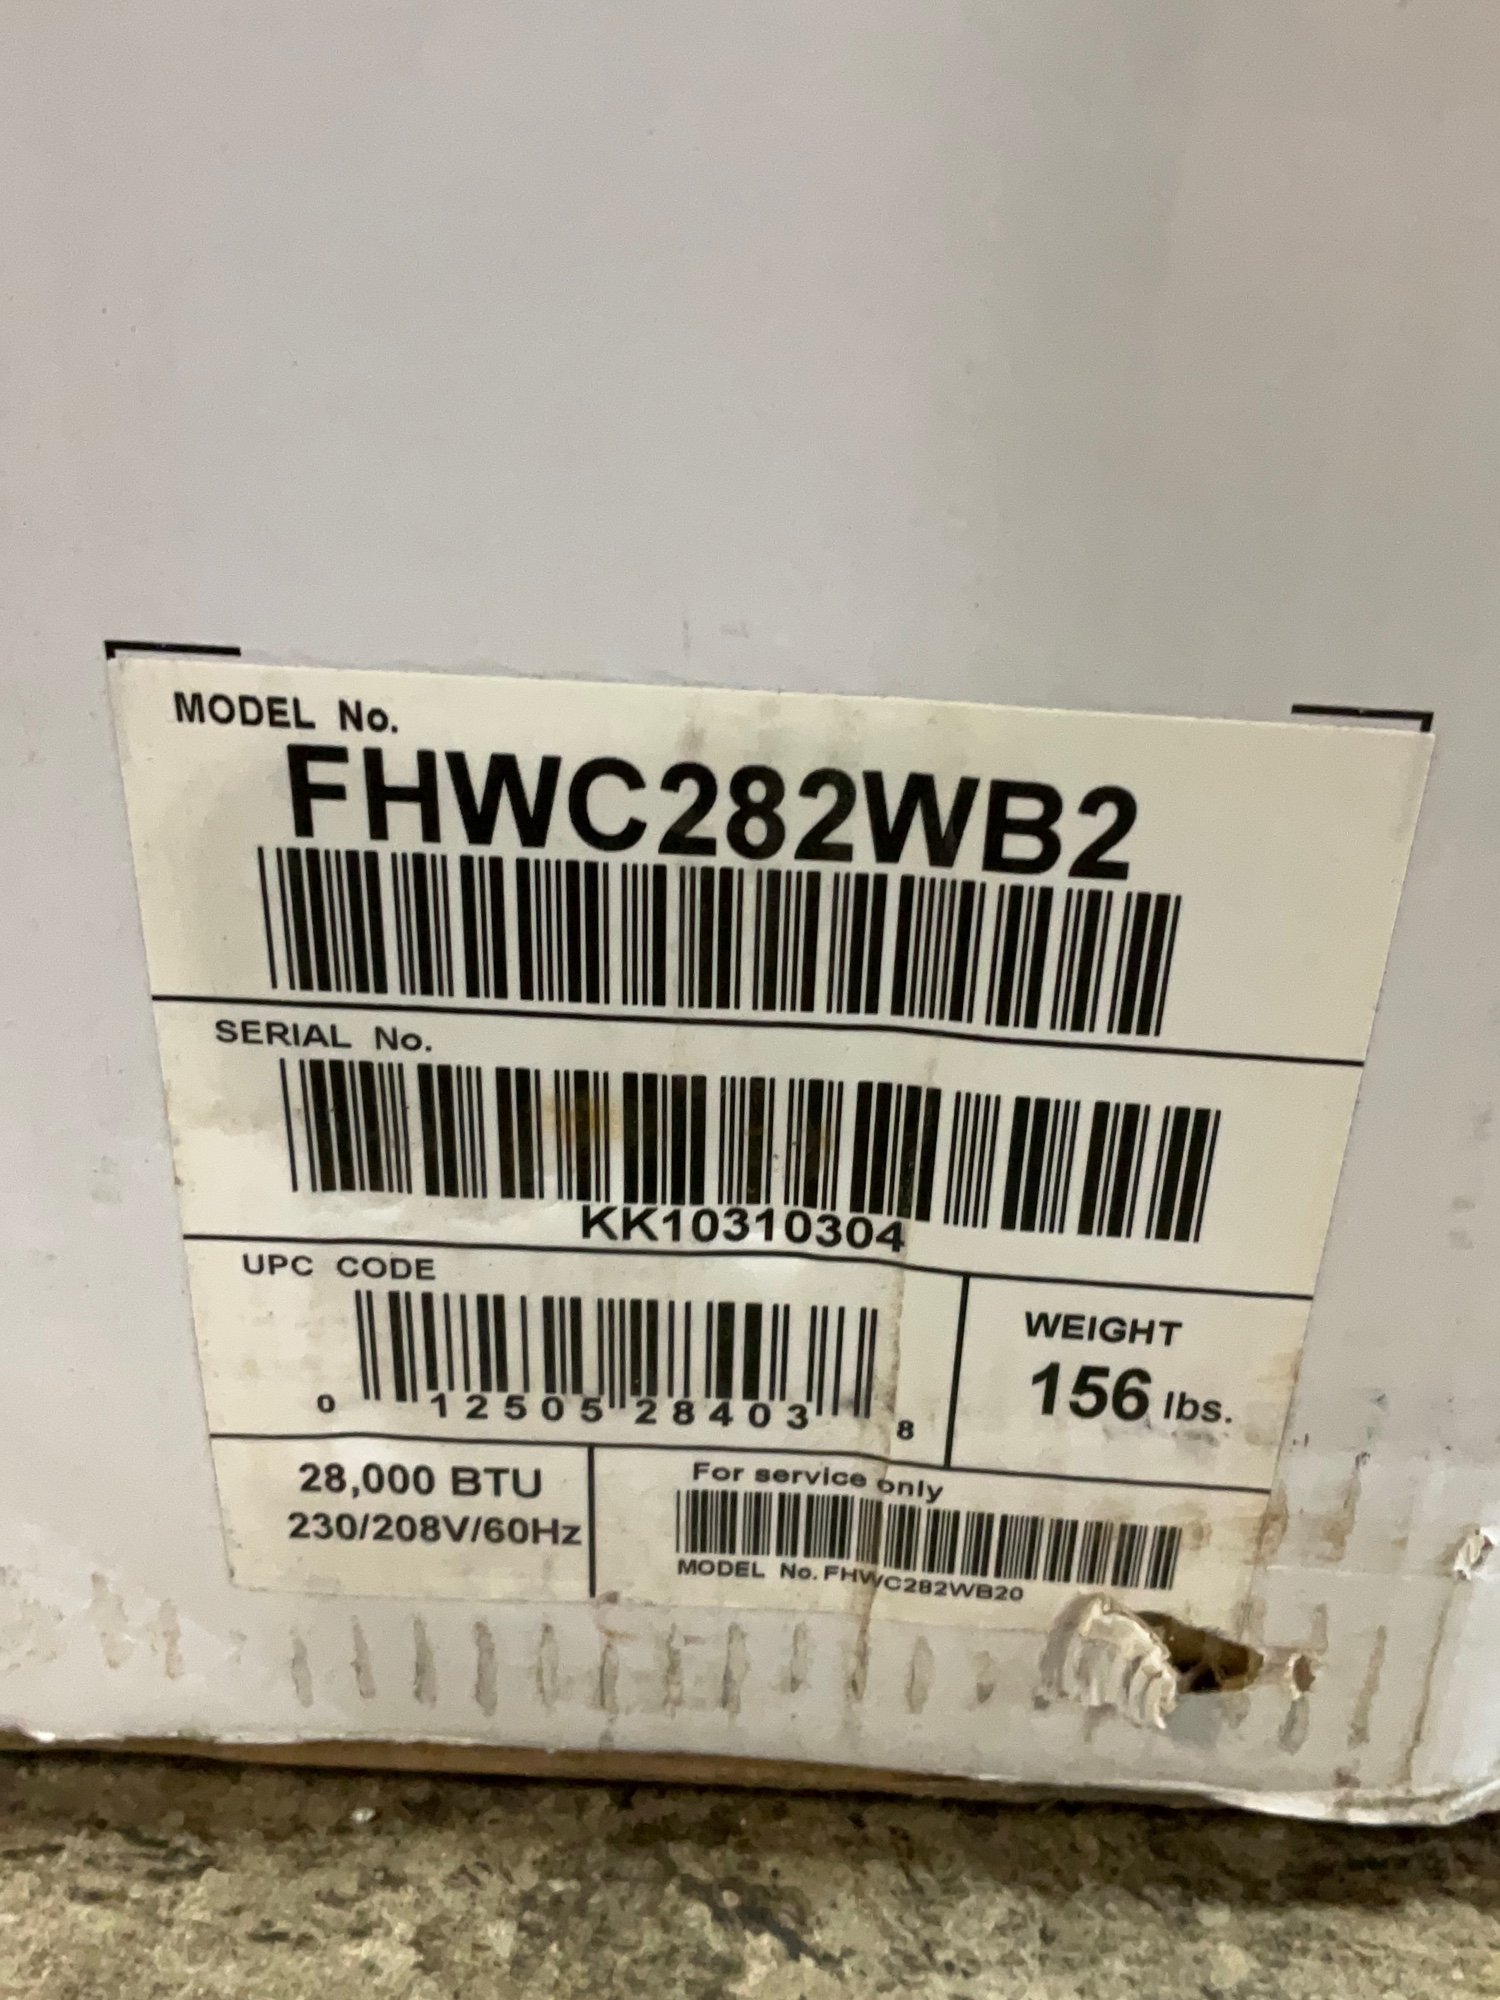 MODEL No.
FHWC282WB2
SERIAL No.
KK10310304
UPC CODE
0 12505 28403 8
WEIGHT
156 lbs.
28,000 BTU
230/208V/60Hz
For service only
MODEL No. FHWC282WB20